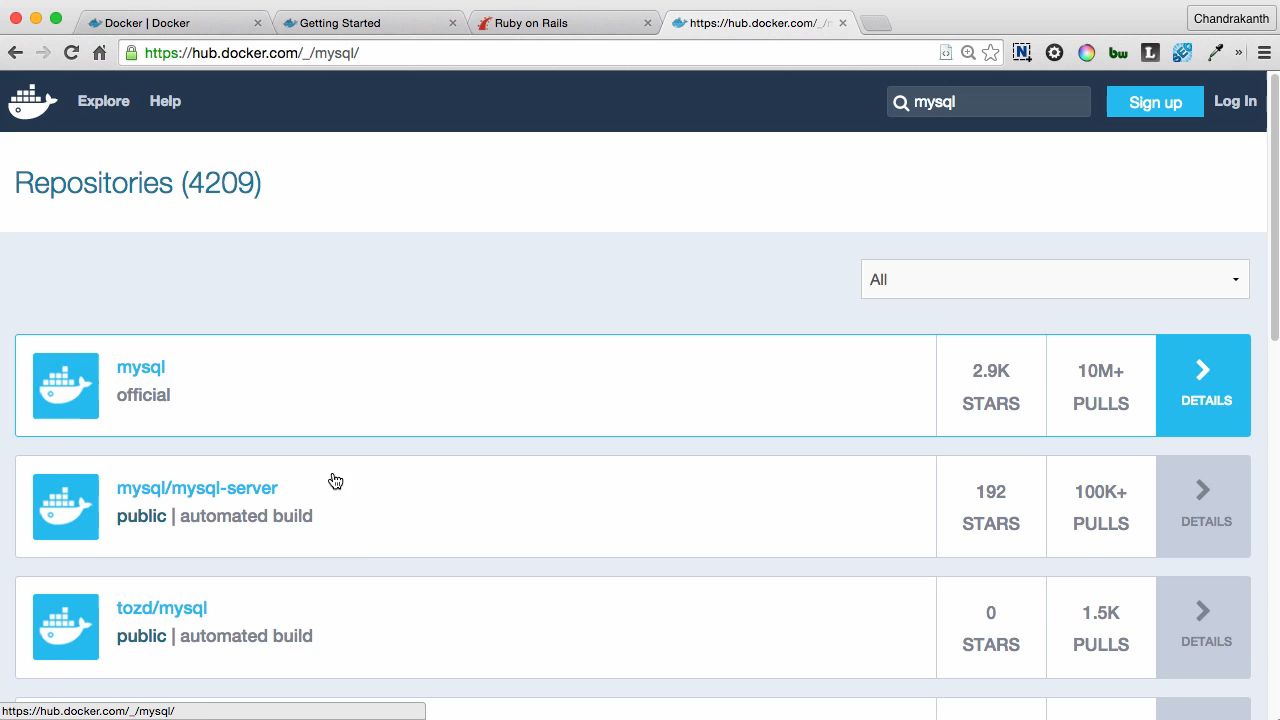 Docker | Docker
Getting Started
Ruby on Rails
https://hub.docker.com/_/m
Chandrakanth
https://hub.docker.com/_/mysql/
N
bw
L
»
Explore
Help
mysql
Sign up
Log In
Repositories (4209)
All
mysql
official
2.9K
STARS
10M+
PULLS
DETAILS
mysql/mysql-server
public | automated build
192
STARS
100K+
PULLS
DETAILS
tozd/mysql
public | automated build
0
STARS
1.5K
PULLS
DETAILS
https://hub.docker.com/_/mysql/